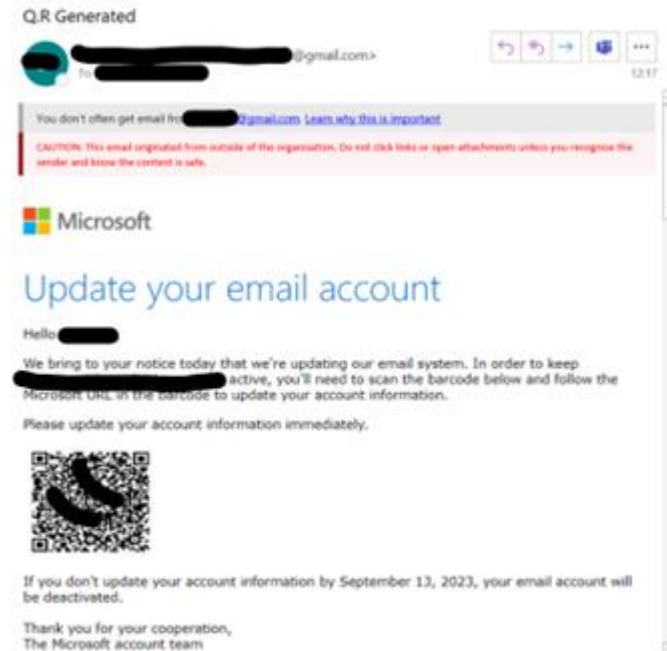 Q.R Generated
@gmail.com>
To
12:17
You don't often get email from @gmail.com. Learn why this is important
CAUTION: This email originated from outside of the organisation. Do not click links or open attachments unless you recognise the
sender and know the content is safe.
Microsoft
Update your email account
Hello
We bring to your notice today that we're updating our email system. In order to keep
active, you'll need to scan the barcode below and follow the
Microsoft URL in the barcode to update your account information.
Please update your account information immediately.
If you don't update your account information by September 13, 2023, your email account will
be deactivated.
Thank you for your cooperation,
The Microsoft account team